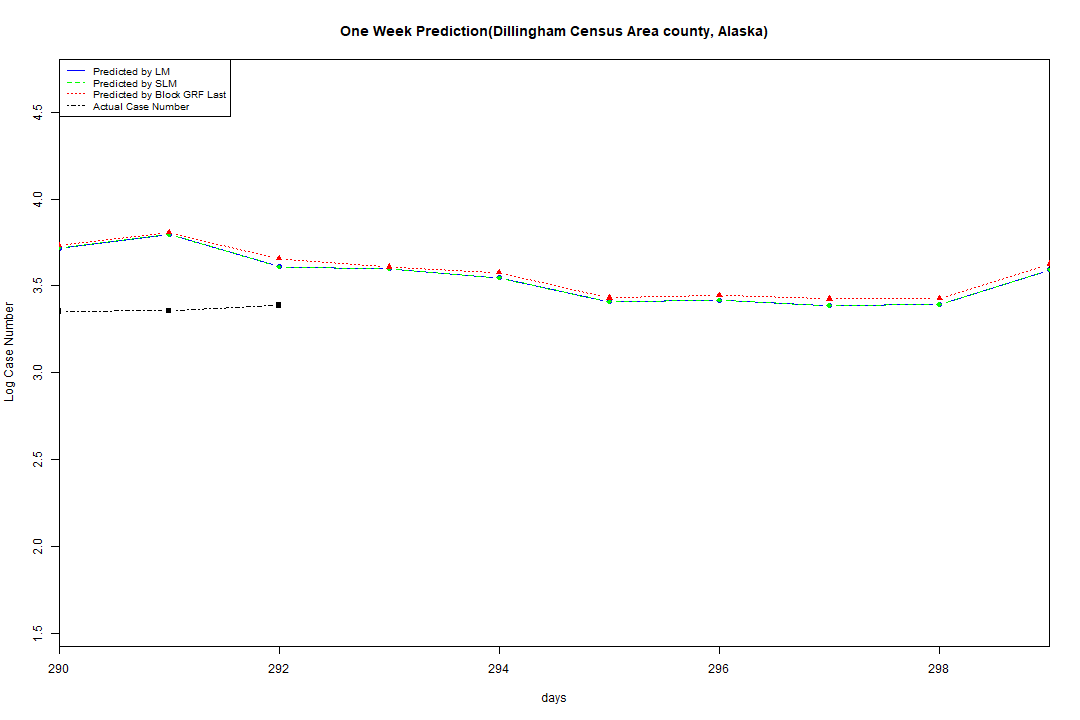 One Week Prediction(Dillingham Census Area county, Alaska)
Predicted by LM
Predicted by SLM
Predicted by Block GRF Last
Actual Case Number
4.5
4.0
3.5
3.0
2.5
2.0
1.5
Log Case Number
290 292 294 296 298
days